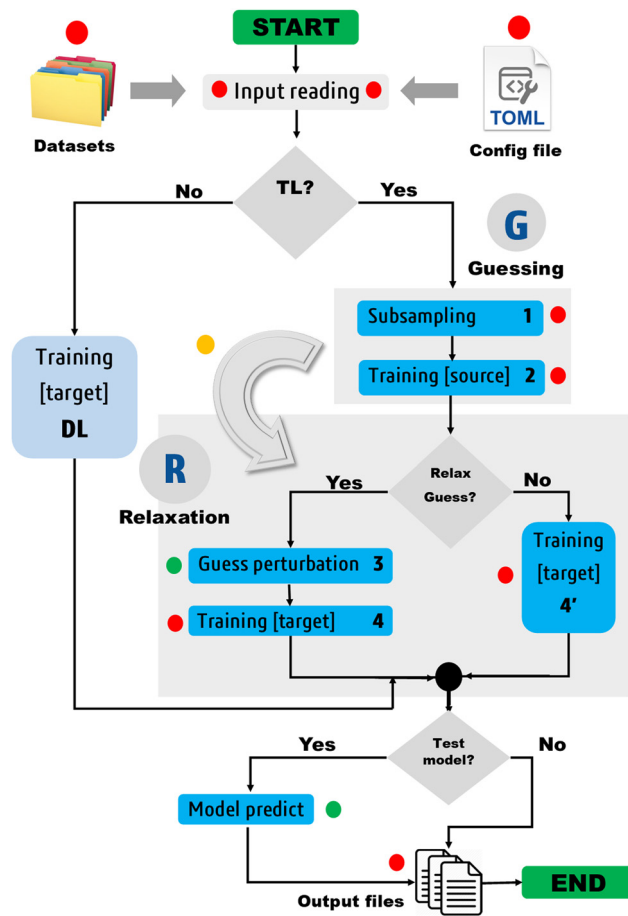 START
Input reading
Datasets
TOML
Config file
TL?
No
Yes
G
Guessing
Subsampling 1
Training [source] 2
Training
[target]
DL
R
Relaxation
Relax
Guess?
Yes
No
Guess perturbation 3
Training [target] 4
Training
[target]
4′
Test
model?
Yes
No
Model predict
Output files
END